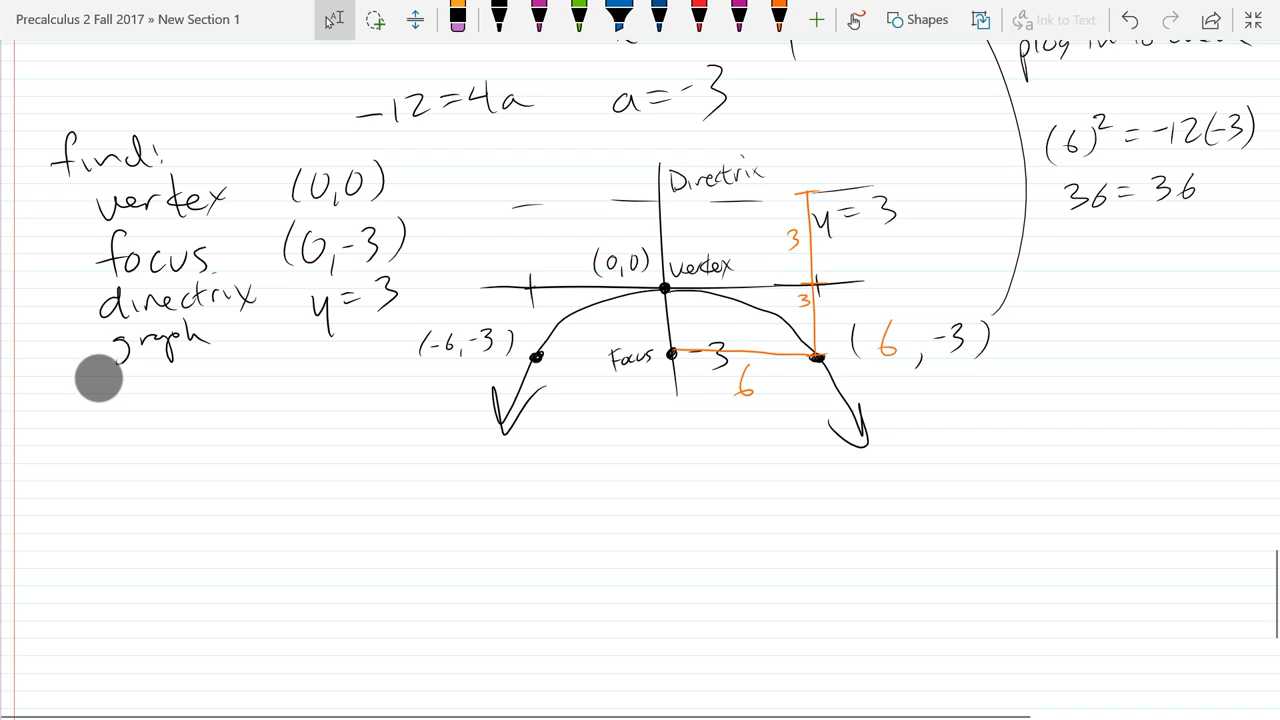 Precalculus 2 Fall 2017 » New Section 1
Shapes
Ink to Text
-12=4a
a=-3
find:
vertex (0,0)
focus (0,-3)
directrix y=3
graph
Directrix
y=3
3
(0,0) vertex
3
(-6,-3)
Focus -3
(6,-3)
6
(6)²=-12(-3)
36=36